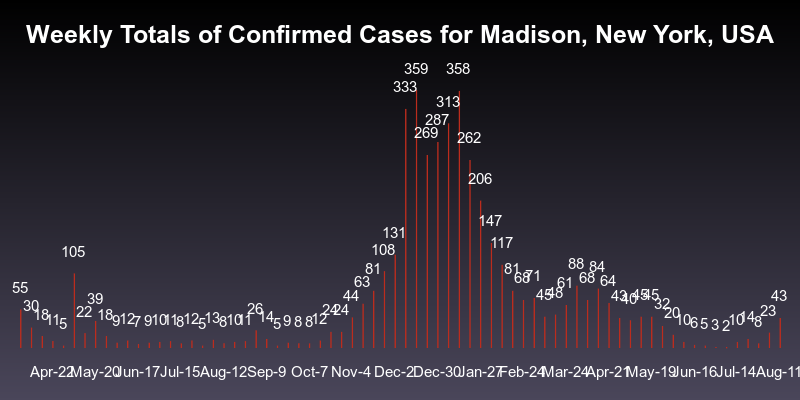 Weekly Totals of Confirmed Cases for Madison, New York, USA
359 358
333
313
287
269 262
206
147
131
117
105 108
88 84
81 81
63 68 71 61 68 64
55
44 45 48 43 40 45 45 43
39
30 32
26 24 24 23
22 20
18 18
11 5 9 12 7 9 10 11 8 12 5 13 8 10 11 14 5 9 8 8 12 10 6 5 3 2 10 14 8
Apr-22 May-20 Jun-17 Jul-15 Aug-12 Sep-9 Oct-7 Nov-4 Dec-2 Dec-30 Jan-27 Feb-24 Mar-24 Apr-21 May-19 Jun-16 Jul-14 Aug-11